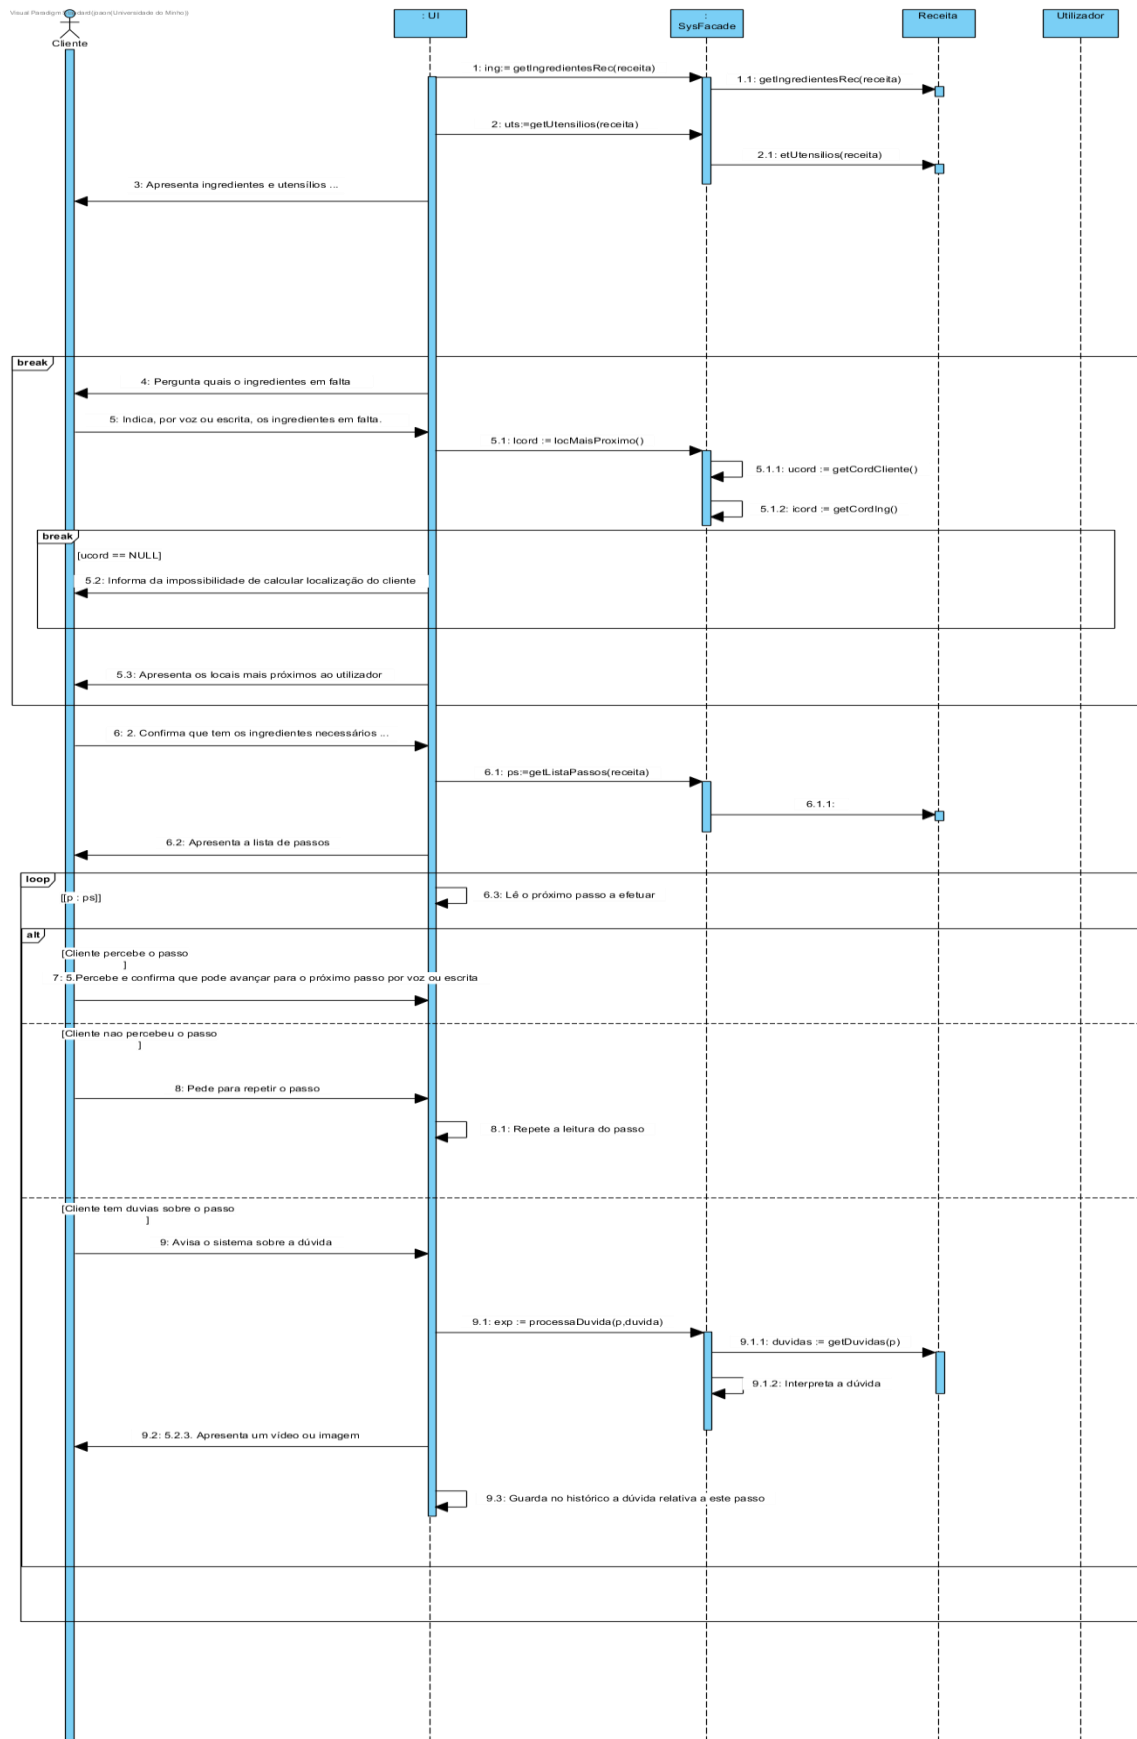 Visual Paradigm Standard(joaon(Universidade do Minho))
Cliente
: UI
:
SysFacade
Receita
Utilizador
1: ing:= getIngredientesRec(receita)
1.1: getIngredientesRec(receita)
2: uts:=getUtensilios(receita)
2.1: etUtensilios(receita)
3: Apresenta ingredientes e utensílios ...
break
4: Pergunta quais o ingredientes em falta
5: Indica, por voz ou escrita, os ingredientes em falta.
5.1: lcord := locMaisProximo()
5.1.1: ucord := getCordCliente()
5.1.2: icord := getCordIng()
break
[ucord == NULL]
5.2: Informa da impossibilidade de calcular localização do cliente
5.3: Apresenta os locais mais próximos ao utilizador
6: 2. Confirma que tem os ingredientes necessários ...
6.1: ps:=getListaPassos(receita)
6.1.1:
6.2: Apresenta a lista de passos
loop
[[p : ps]]
6.3: Lê o próximo passo a efetuar
alt
[Cliente percebe o passo
]
7: 5.Percebe e confirma que pode avançar para o próximo passo por voz ou escrita
[Cliente nao percebeu o passo
]
8: Pede para repetir o passo
8.1: Repete a leitura do passo
[Cliente tem duvias sobre o passo
]
9: Avisa o sistema sobre a dúvida
9.1: exp := processaDuvida(p,duvida)
9.1.1: duvidas := getDuvidas(p)
9.1.2: Interpreta a dúvida
9.2: 5.2.3. Apresenta um vídeo ou imagem
9.3: Guarda no histórico a dúvida relativa a este passo